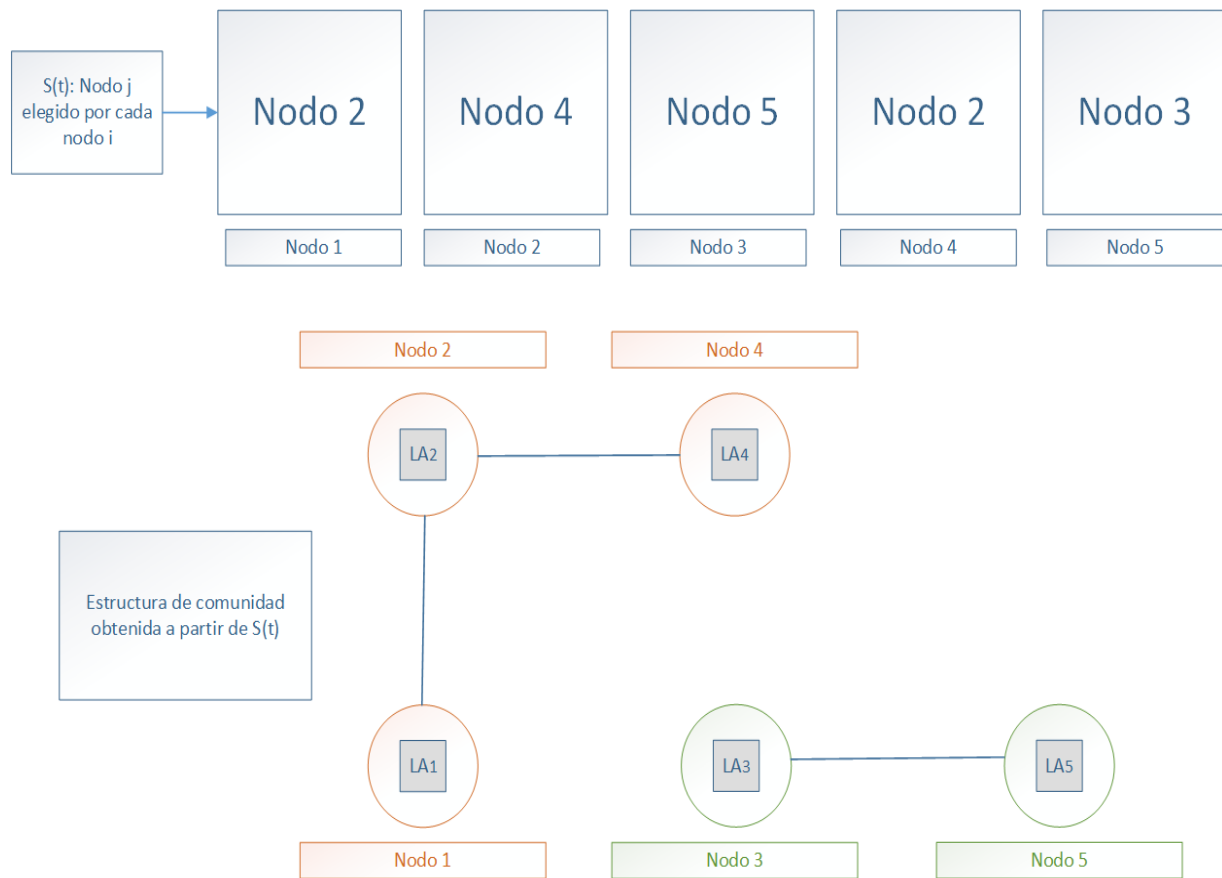 S(t): Nodo j
elegido por cada
nodo i
Nodo 2
Nodo 4
Nodo 5
Nodo 2
Nodo 3
Nodo 1
Nodo 2
Nodo 3
Nodo 4
Nodo 5
Nodo 2
Nodo 4
LA2
LA4
Estructura de comunidad
obtenida a partir de S(t)
LA1
LA3
LA5
Nodo 1
Nodo 3
Nodo 5